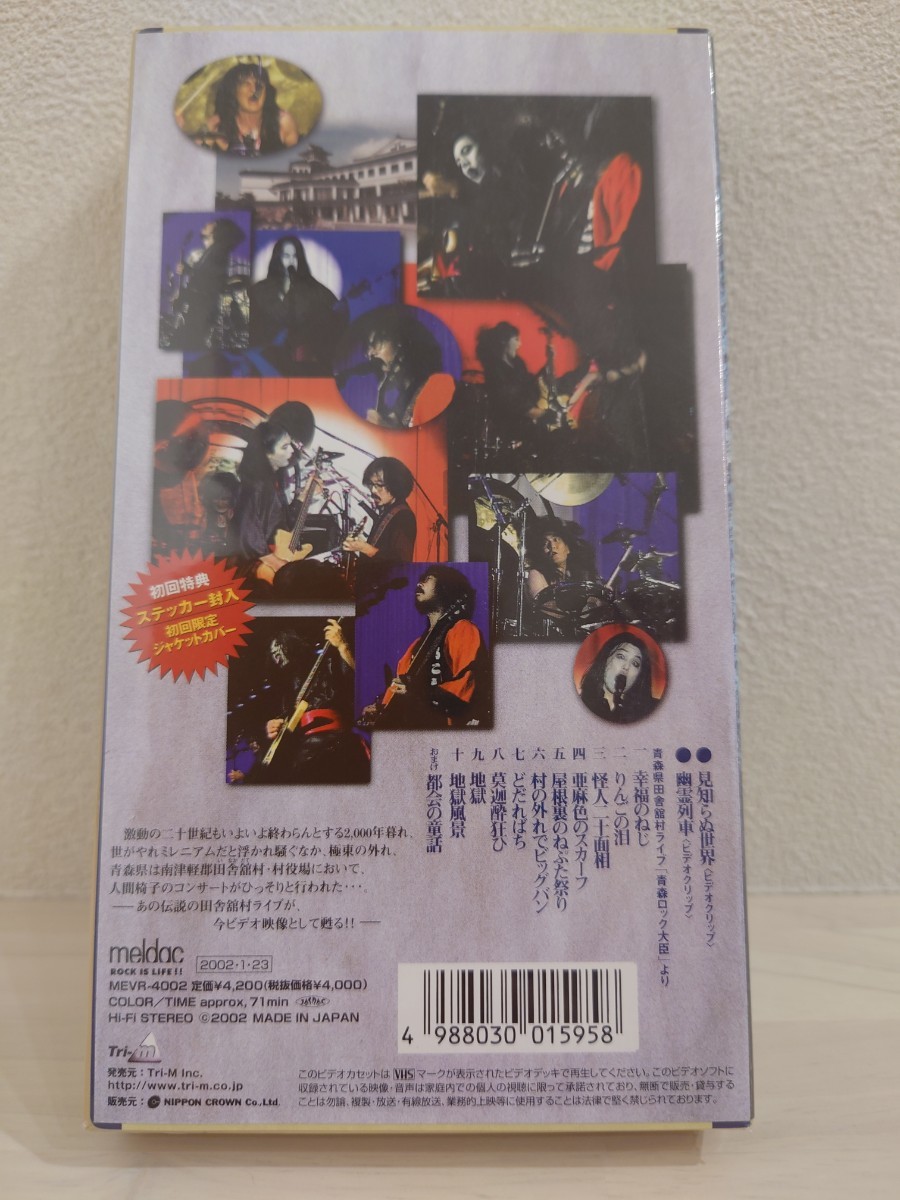 初回特典
ステッカー封入
初回限定
ジャケットカバー
●見知らぬ世界〈ビデオクリップ〉
●幽霊列車〈ビデオクリップ〉
青森県田舎舘村ライブ「青森ロック大臣」より
一 幸福のねじ
二 りんごの泪
三 怪人二十面相
四 亜麻色のスカーフ
五 屋根裏のねぷた祭り
六 村の外れでビッグバン
七 どだればち
八 莫迦酔狂ひ
九 地獄
十 地獄風景
おまけ 都会の童話
激動の二十世紀もいよいよ終わらんとする2,000年暮れ、
世がやれミレニアムだと浮かれ騒ぐなか、極東の外れ、
青森県は南津軽郡田舎舘村・村役場において、
人間椅子のコンサートがひっそりと行われた・・・。
――あの伝説の田舎舘村ライブが、
今ビデオ映像として甦る!!――
meldac
ROCK IS LIFE!!
2002・1・23
MEVR-4002 定価¥4,200(税抜価格¥4,000)
COLOR/TIME approx, 71min
Hi-Fi STEREO ©2002 MADE IN JAPAN
Tri-M
発売元: Tri-M Inc.
http://www.tri-m.co.jp
販売元: NIPPON CROWN Co., Ltd.
4 988030 015958
このビデオカセットは VHS マークが表示されたビデオデッキで再生してください。このビデオソフトに
収録されている映像・音声は家庭内での個人の視聴に限って承諾されており、無断で販売・貸与する
ことは勿論、複製・放送・有線放送、業務的上映等に使用することは法律で堅く禁じられております。